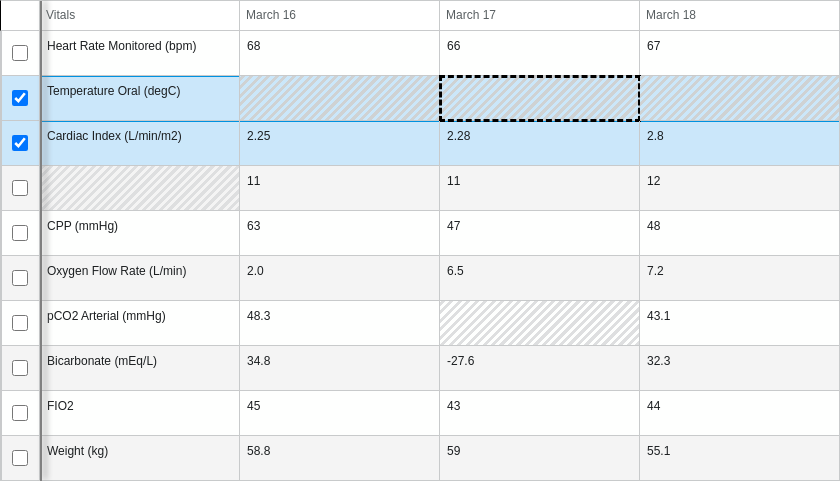 Vitals March 16 March 17 March 18
Heart Rate Monitored (bpm) 68 66 67
Temperature Oral (degC)
Cardiac Index (L/min/m2) 2.25 2.28 2.8
11 11 12
CPP (mmHg) 63 47 48
Oxygen Flow Rate (L/min) 2.0 6.5 7.2
pCO2 Arterial (mmHg) 48.3 43.1
Bicarbonate (mEq/L) 34.8 -27.6 32.3
FIO2 45 43 44
Weight (kg) 58.8 59 55.1